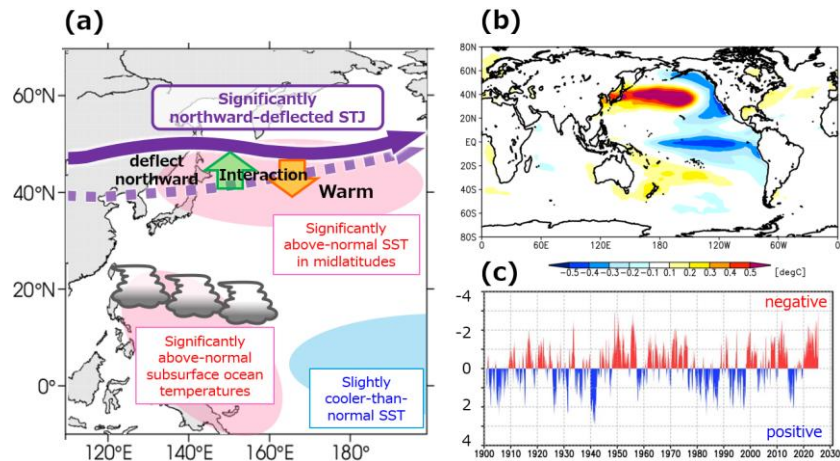 (a)
60°N
40°N
20°N
0°
120°E
140°E
160°E
180°
Significantly
northward-deflected STJ
deflect
northward
Interaction
Warm
Significantly
above-normal SST
in midlatitudes
Significantly
above-normal
subsurface ocean
temperatures
Slightly
cooler-than-
normal SST
(b)
80N
60N
40N
20N
EQ
20S
40S
60S
80S
0
60E
120E
180
120W
60W
0
-0.5 -0.4 -0.3 -0.2 -0.1 0.1 0.2 0.3 0.4 0.5 [degC]
(c)
-4
-2
0
2
4
negative
positive
1900 1910 1920 1930 1940 1950 1960 1970 1980 1990 2000 2010 2020 2030